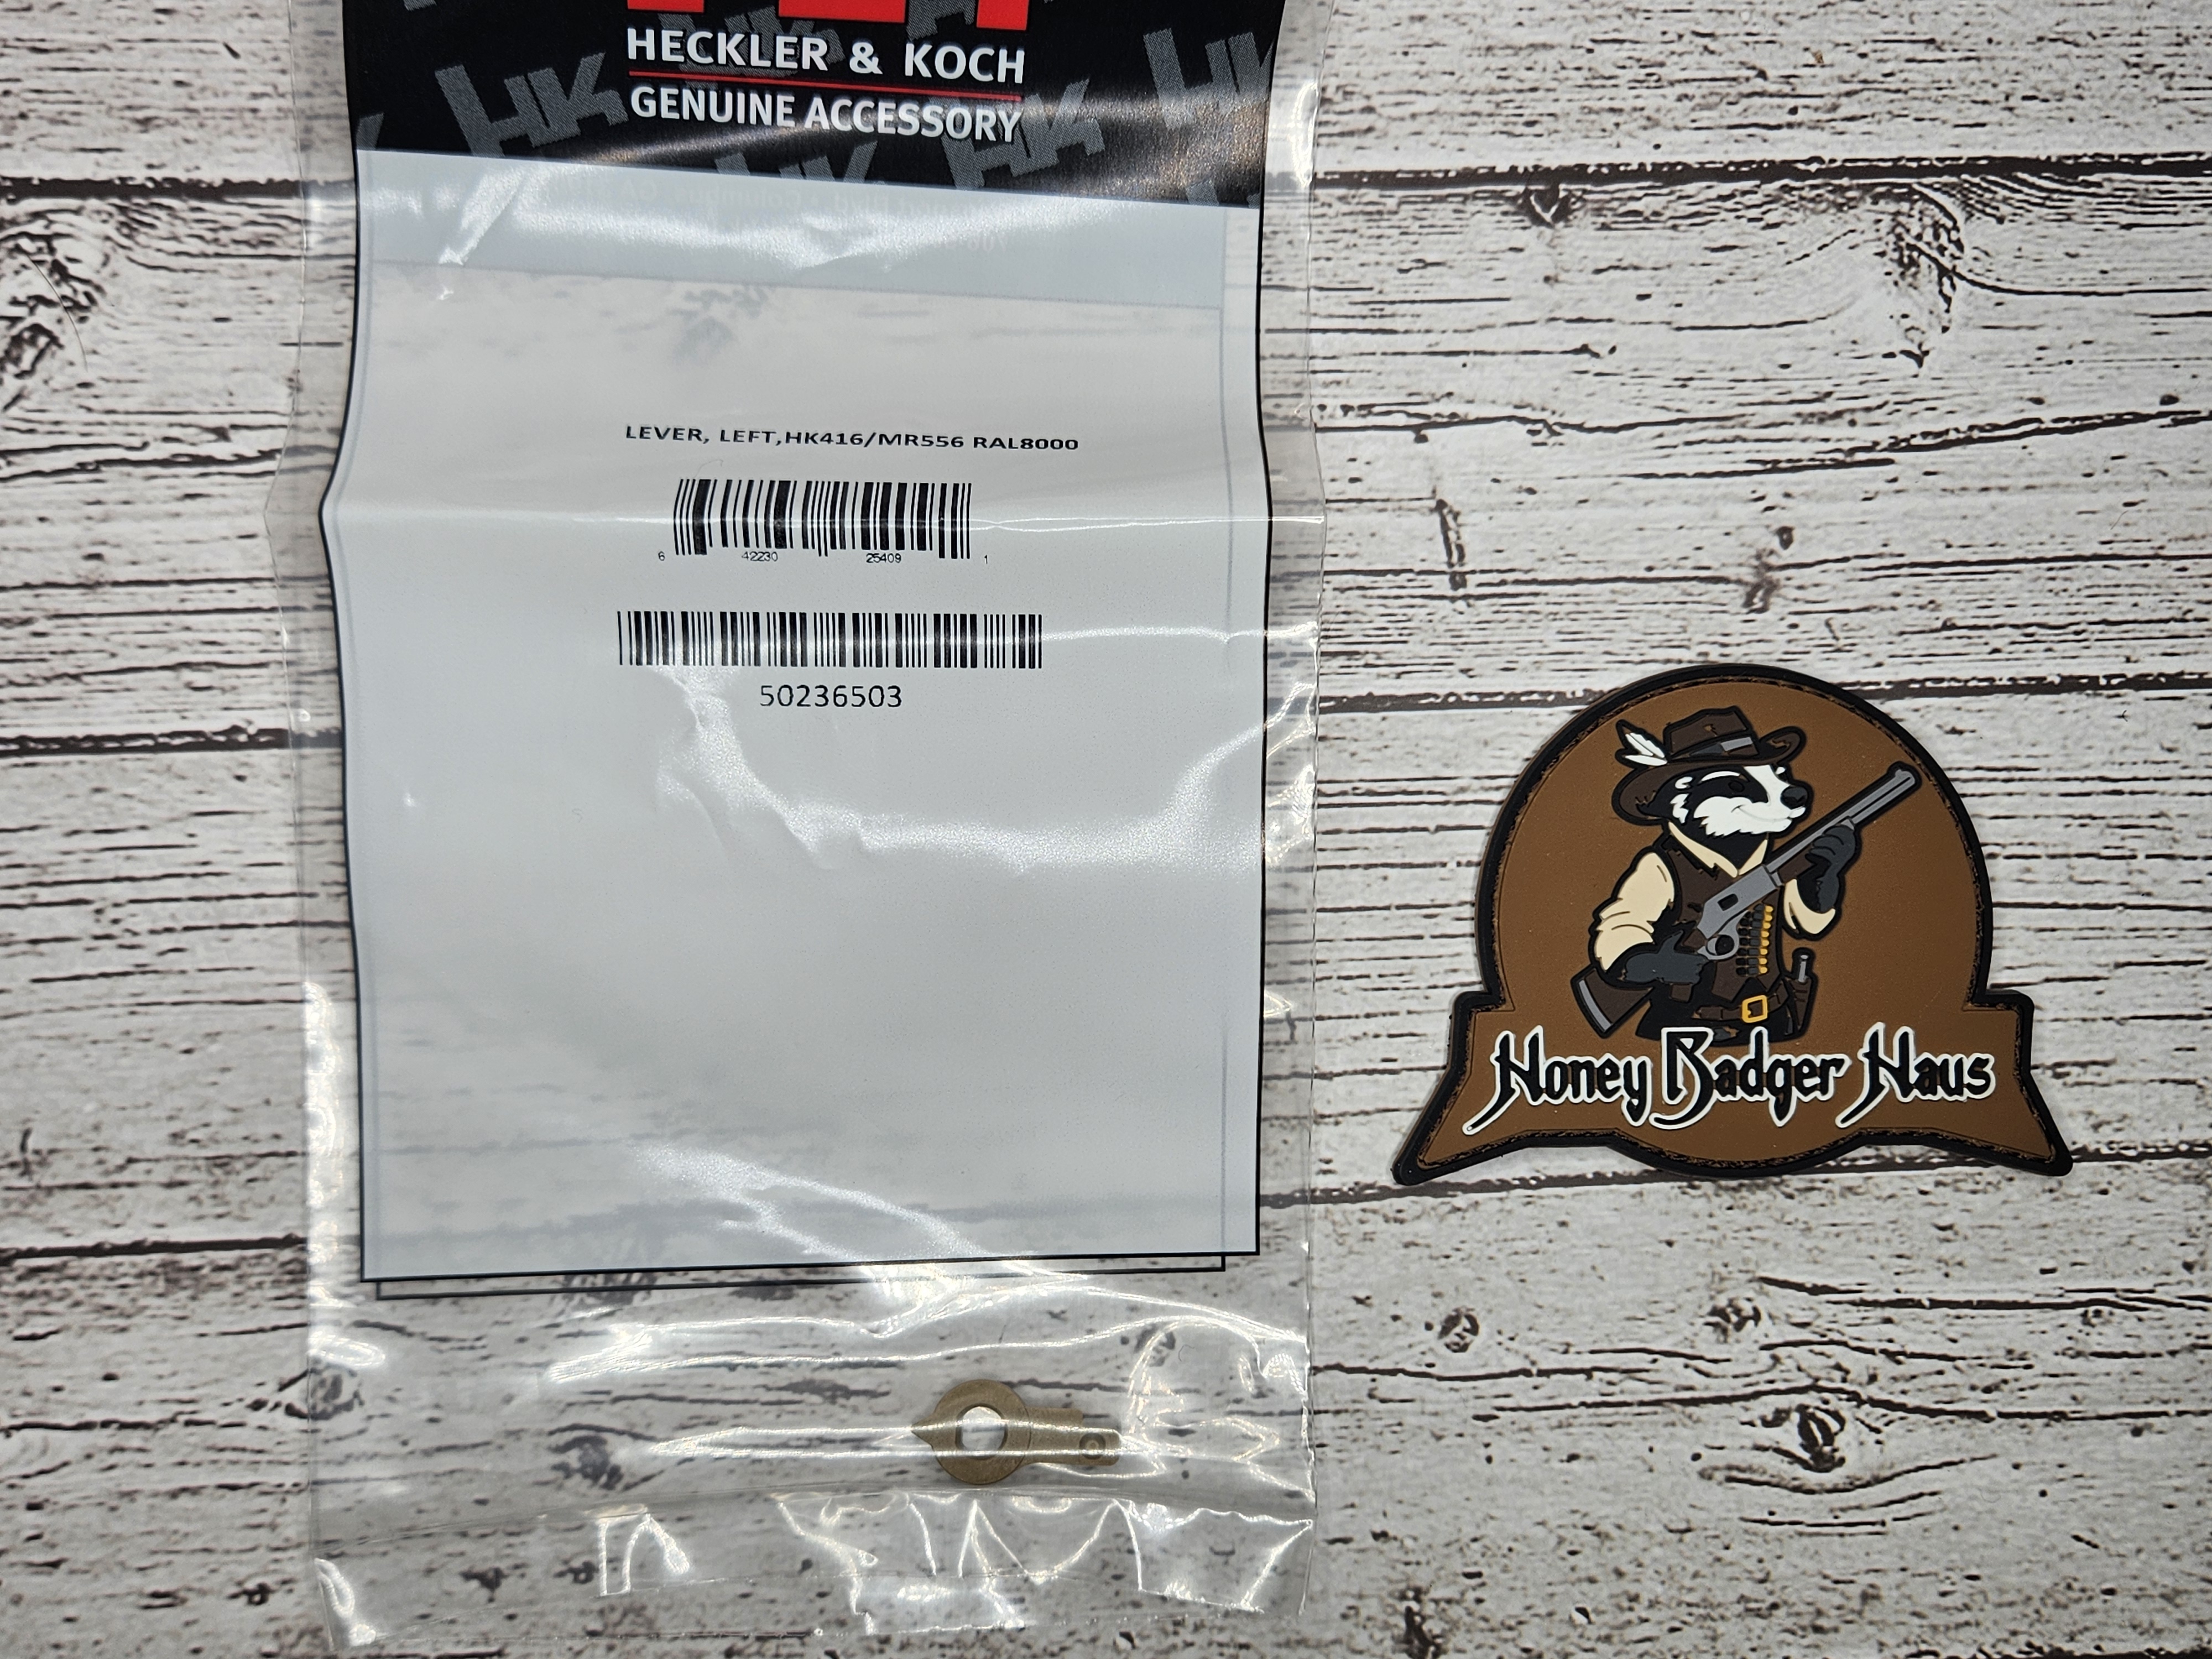 HECKLER & KOCH
GENUINE ACCESSORY
LEVER, LEFT,HK416/MR556 RAL8000
6 42230 25409 1
50236503
Honey Badger Haus